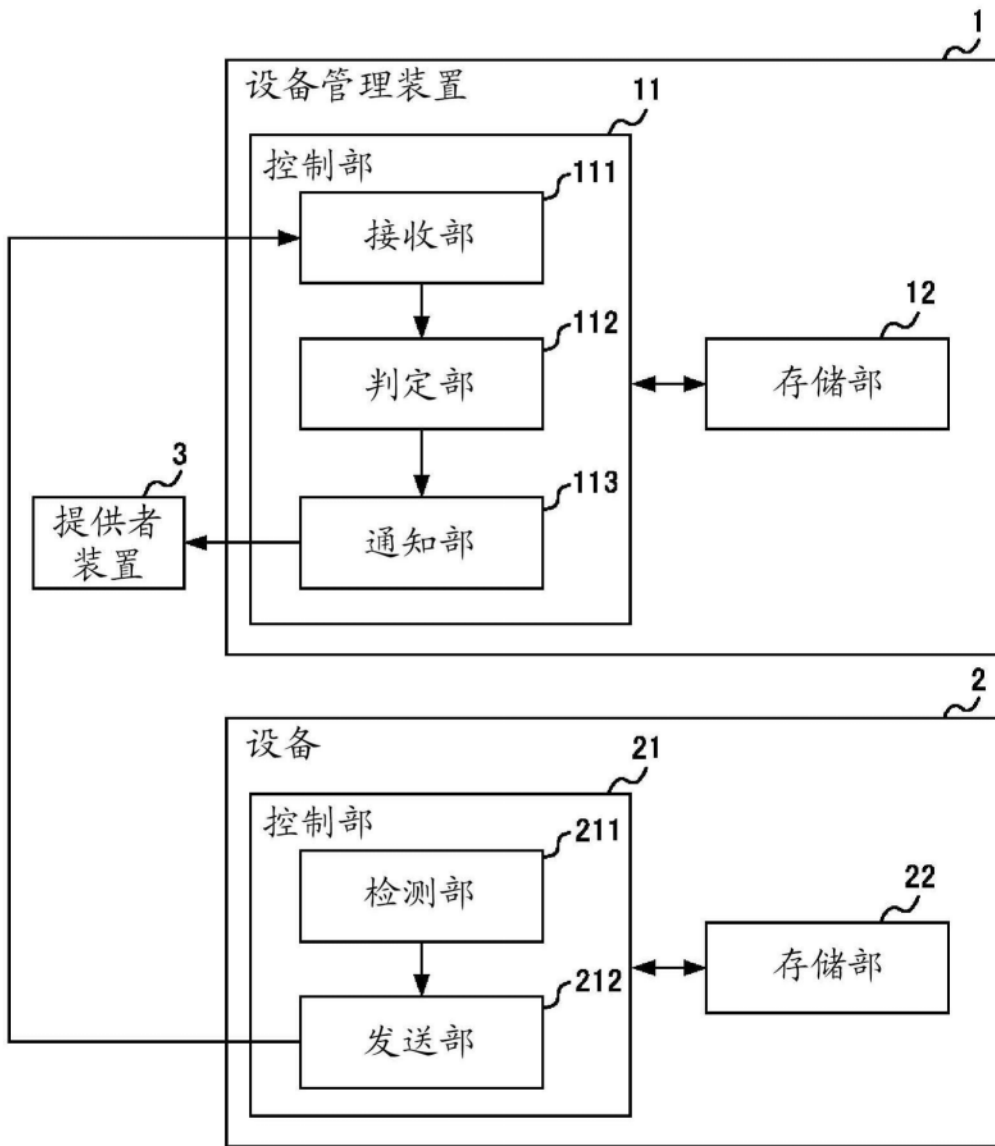 1
设备管理装置
11
控制部
111
接收部
112
判定部
12
存储部
3
提供者
装置
113
通知部
2
设备
21
控制部
211
检测部
22
存储部
212
发送部